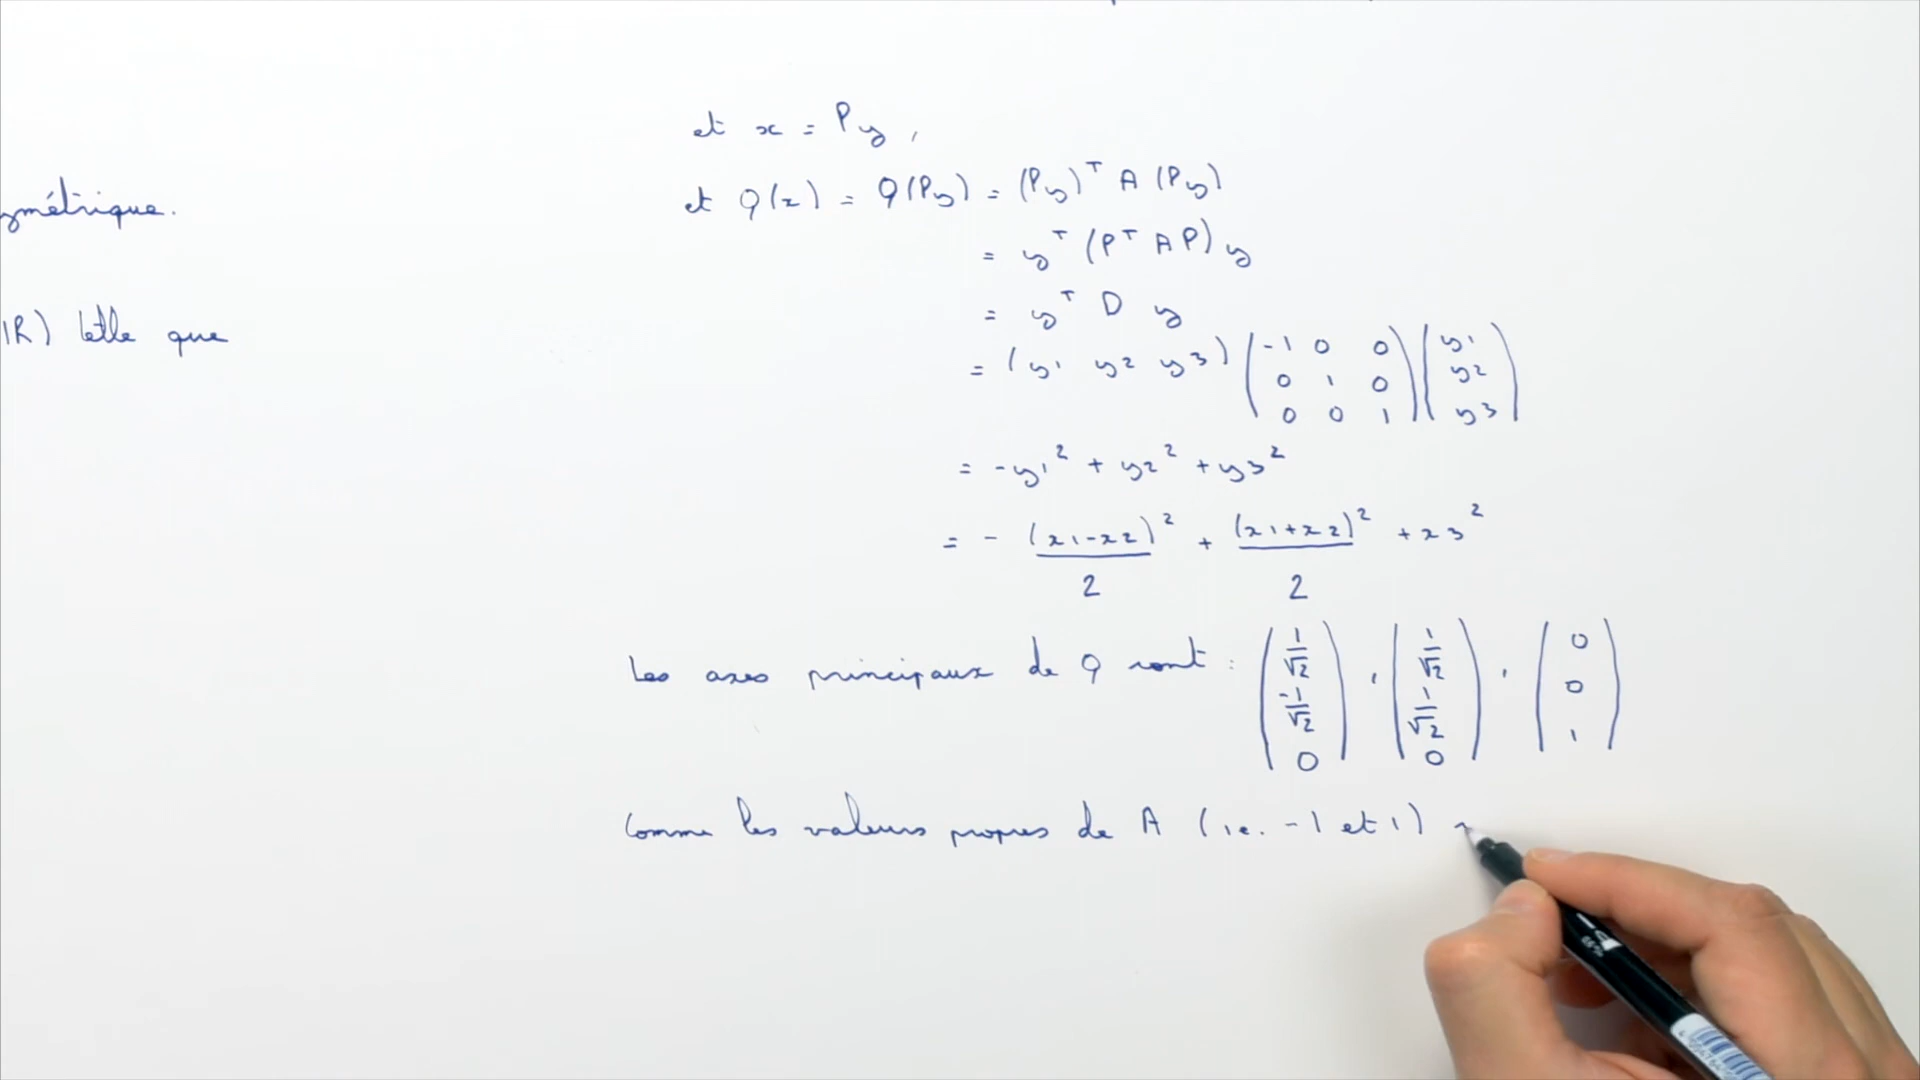 et x = Py,
ymétrique.
et Q(x) = Q(Py) = (Py)ᵀ A (Py)
= yᵀ (Pᵀ A P) y
= yᵀ D y
IR) telle que
= (y1 y2 y3) (-1 0 0) (y1)
(0 1 0) (y2)
(0 0 1) (y3)
= -y1² + y2² + y3²
= - (x1-x2)²/2 + (x1+x2)²/2 + x3²
Les axes principaux de Q sont : (1/√2, -1/√2, 0), (1/√2, 1/√2, 0), (0, 0, 1)
Comme les valeurs propres de A (ie. -1 et 1)